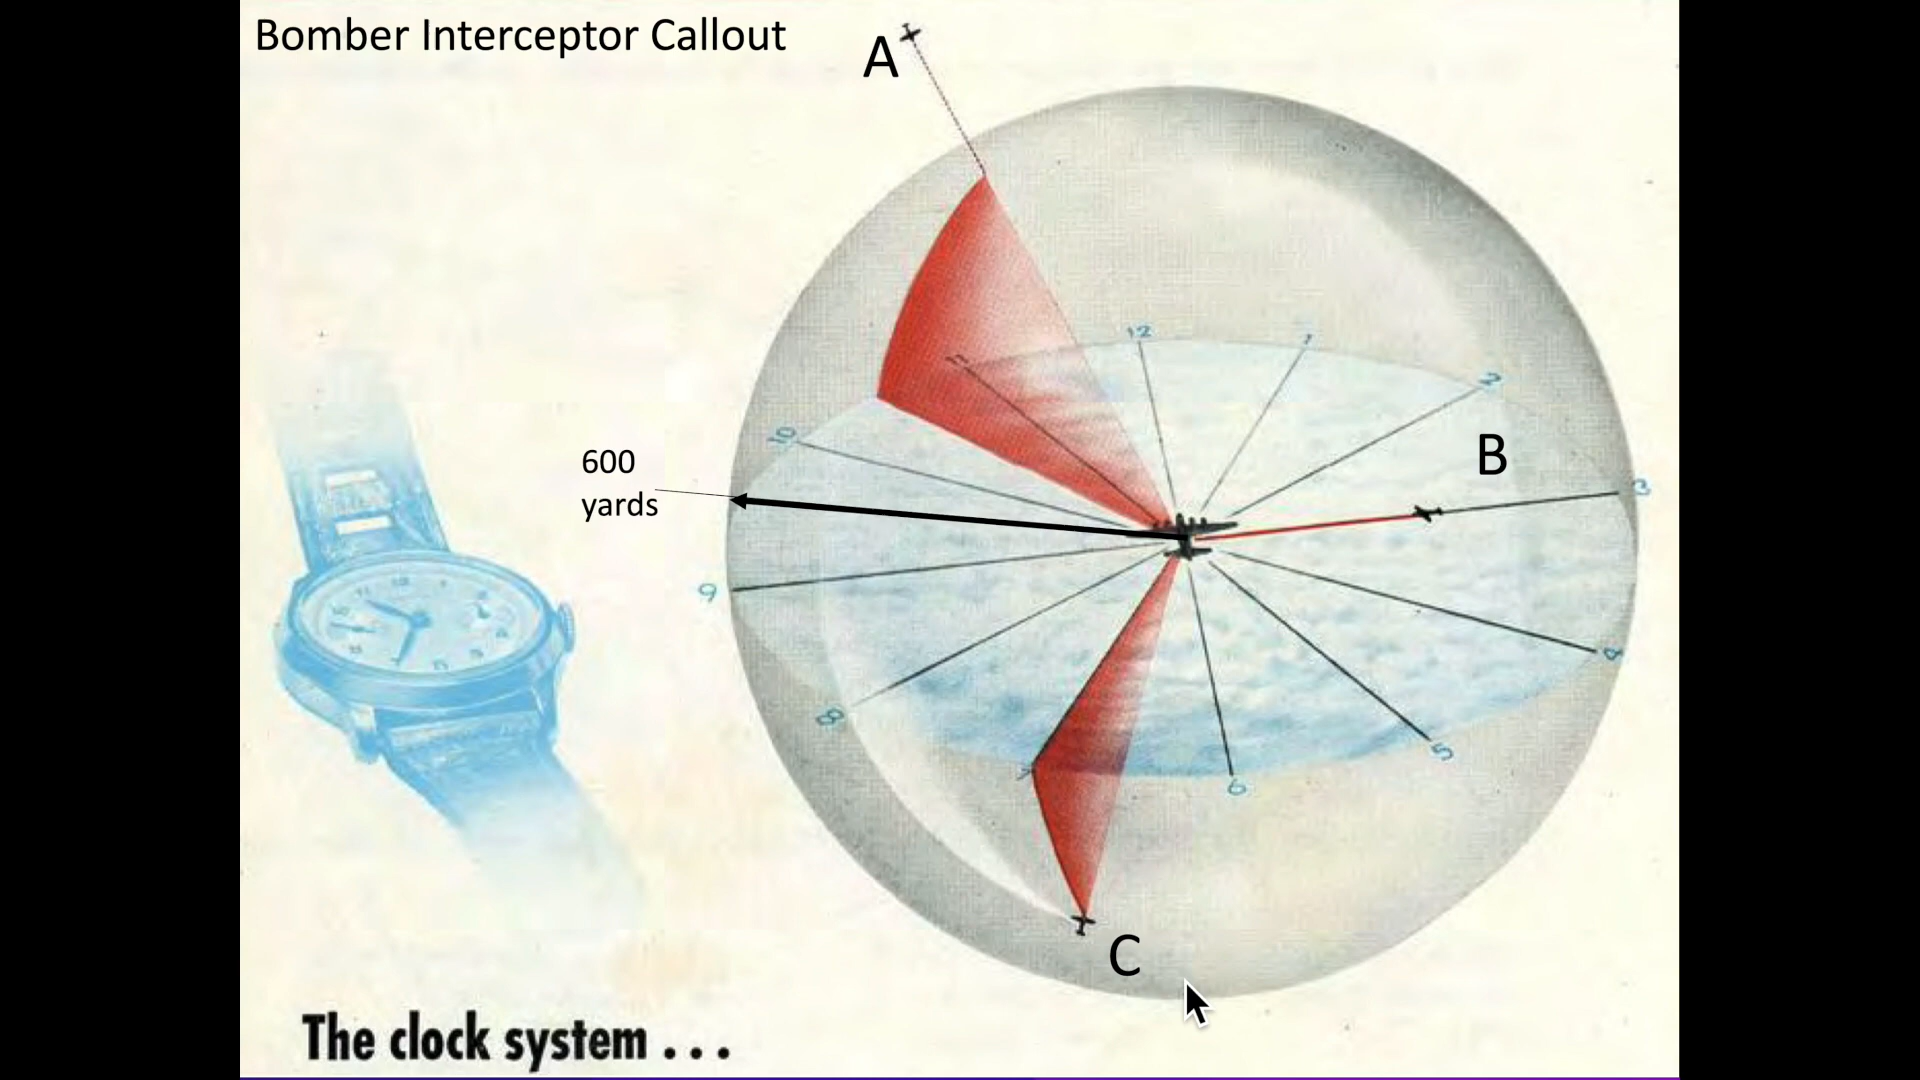 Bomber Interceptor Callout
A
12
1
2
10
B
600
yards
3
9
4
8
5
7
6
C
The clock system . . .